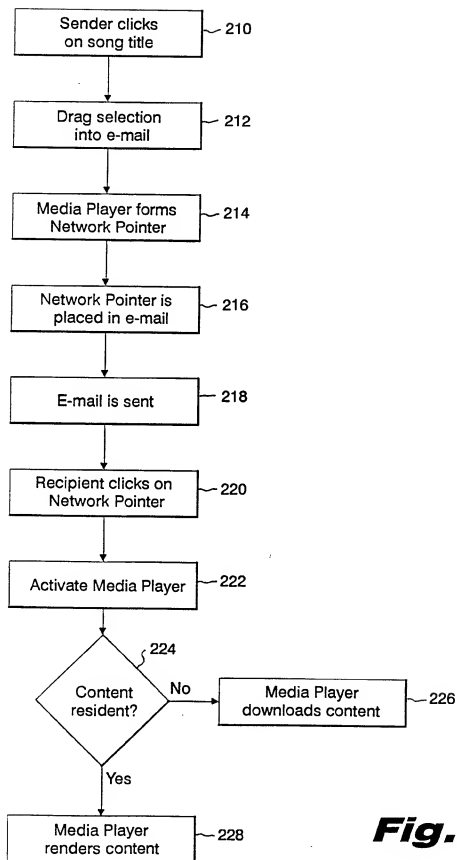 Sender clicks
on song title
210
Drag selection
into e-mail
212
Media Player forms
Network Pointer
214
Network Pointer is
placed in e-mail
216
E-mail is sent
218
Recipient clicks on
Network Pointer
220
Activate Media Player
222
224
Content
resident?
No
Media Player
downloads content
226
Yes
Media Player
renders content
228
Fig.